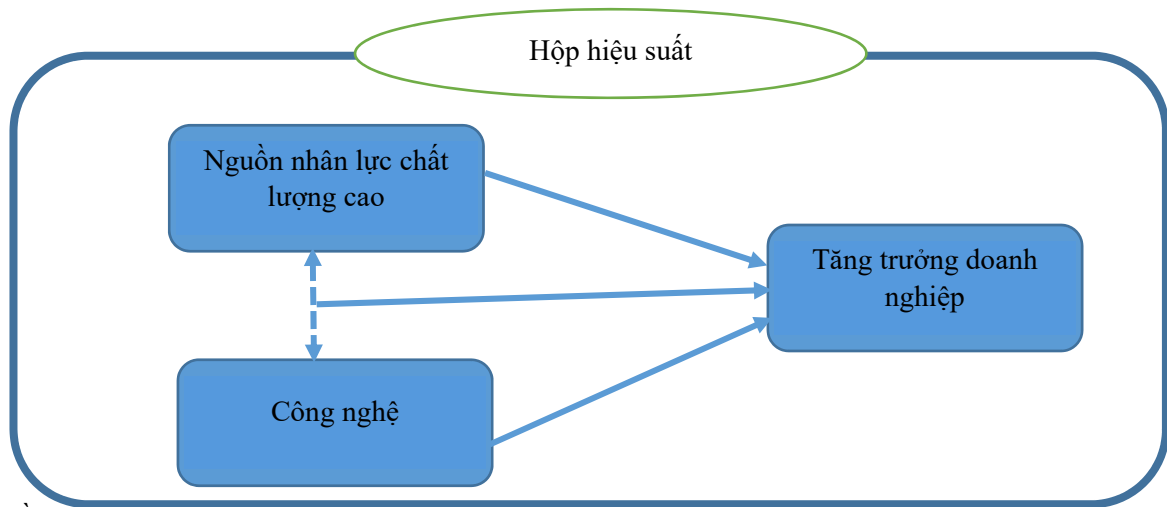 Hộp hiệu suất
Nguồn nhân lực chất
lượng cao
Tăng trưởng doanh
nghiệp
Công nghệ